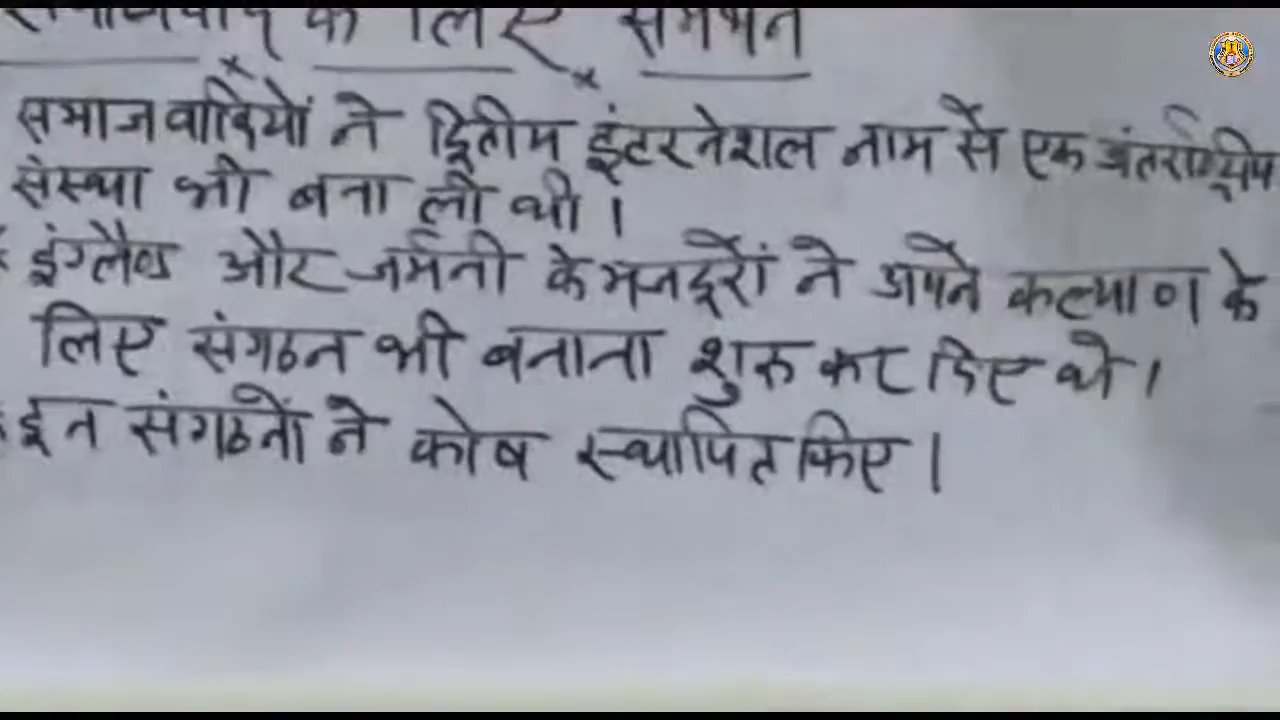 समाजवाद के लिए समर्थन
समाजवादियों ने द्वितीय इंटरनेशल नाम से एक अंतर्राष्ट्रीय
संस्था भी बना ली थी।
इंग्लैण्ड और जर्मनी के मजदूरों ने अपने कल्याण के
लिए संगठन भी बनाना शुरु कर दिए थे।
इन संगठनों ने कोष स्थापित किए।